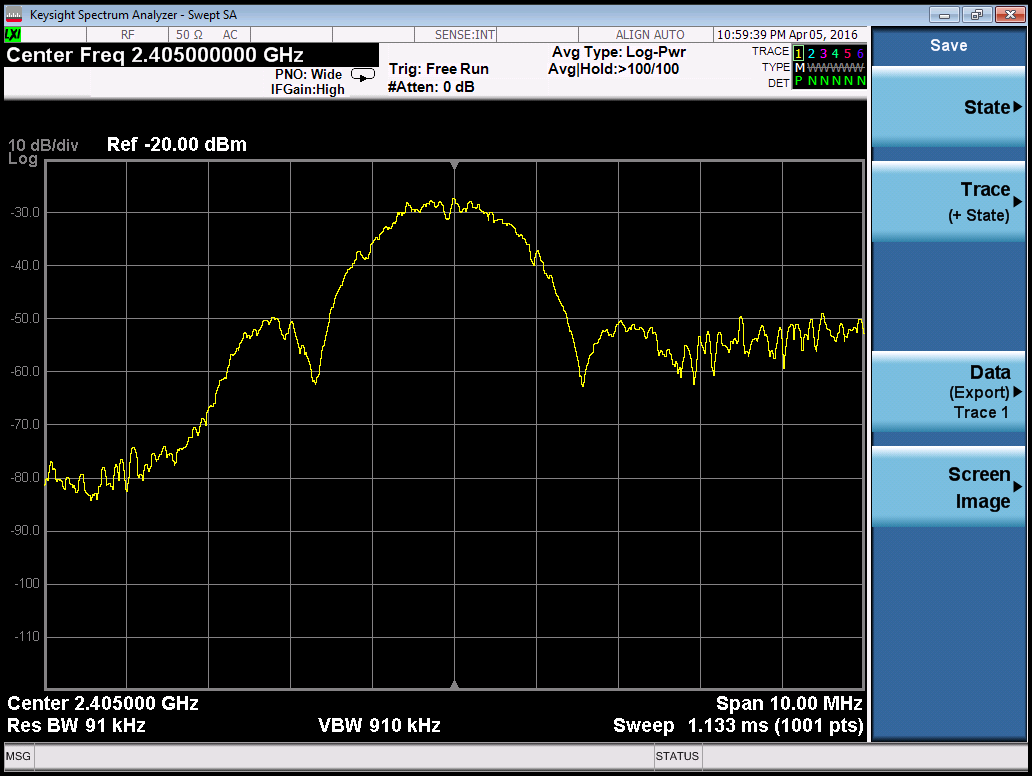 Keysight Spectrum Analyzer - Swept SA
LXI
RF
50 Ω
AC
SENSE:INT
ALIGN AUTO
10:59:39 PM Apr 05, 2016
Center Freq 2.405000000 GHz
PNO: Wide
IFGain:High
Trig: Free Run
#Atten: 0 dB
Avg Type: Log-Pwr
Avg|Hold:>100/100
TRACE 1 2 3 4 5 6
TYPE M W W W W W
DET P N N N N N
10 dB/div
Log
Ref -20.00 dBm
-30.0
-40.0
-50.0
-60.0
-70.0
-80.0
-90.0
-100
-110
Center 2.405000 GHz
Span 10.00 MHz
Res BW 91 kHz
VBW 910 kHz
Sweep 1.133 ms (1001 pts)
MSG
STATUS
Save
State
Trace
(+ State)
Data
(Export)
Trace 1
Screen
Image